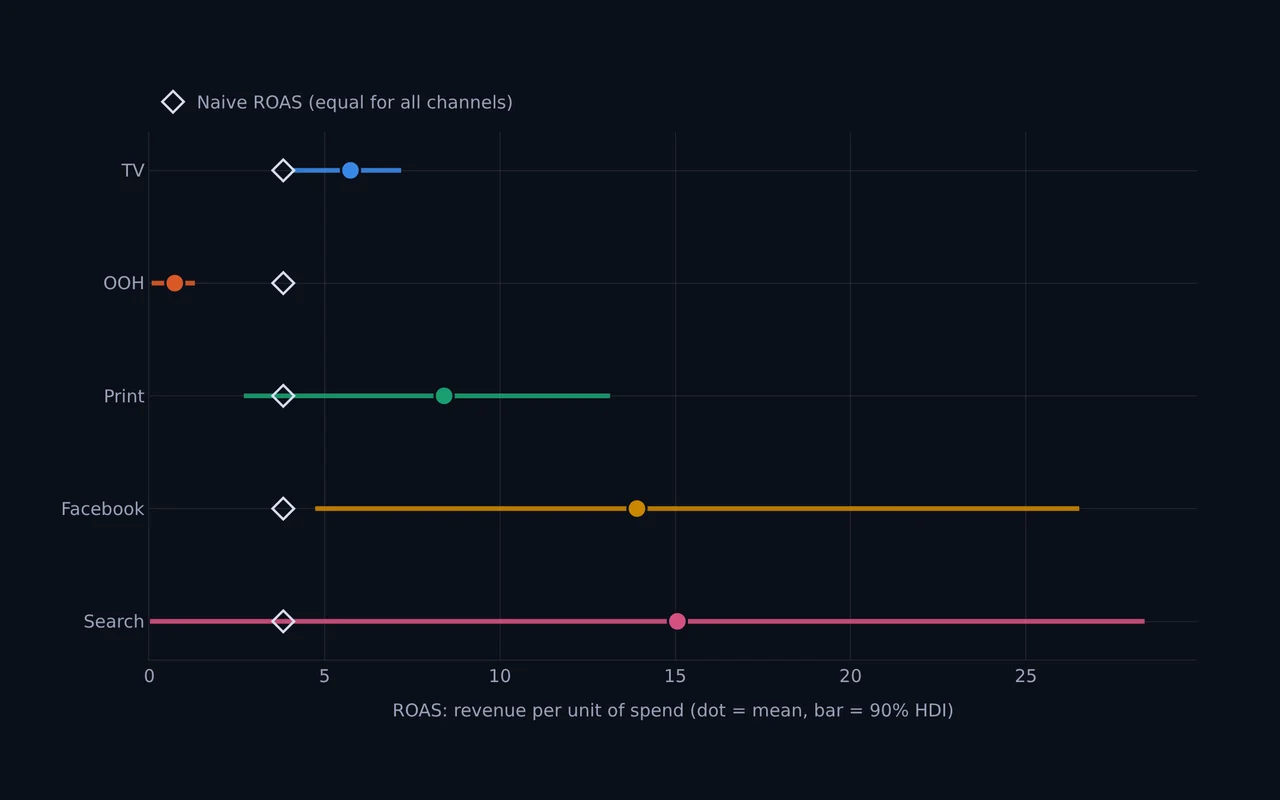 Naive ROAS (equal for all channels)
TV
OOH
Print
Facebook
Search
0 5 10 15 20 25
ROAS: revenue per unit of spend (dot = mean, bar = 90% HDI)